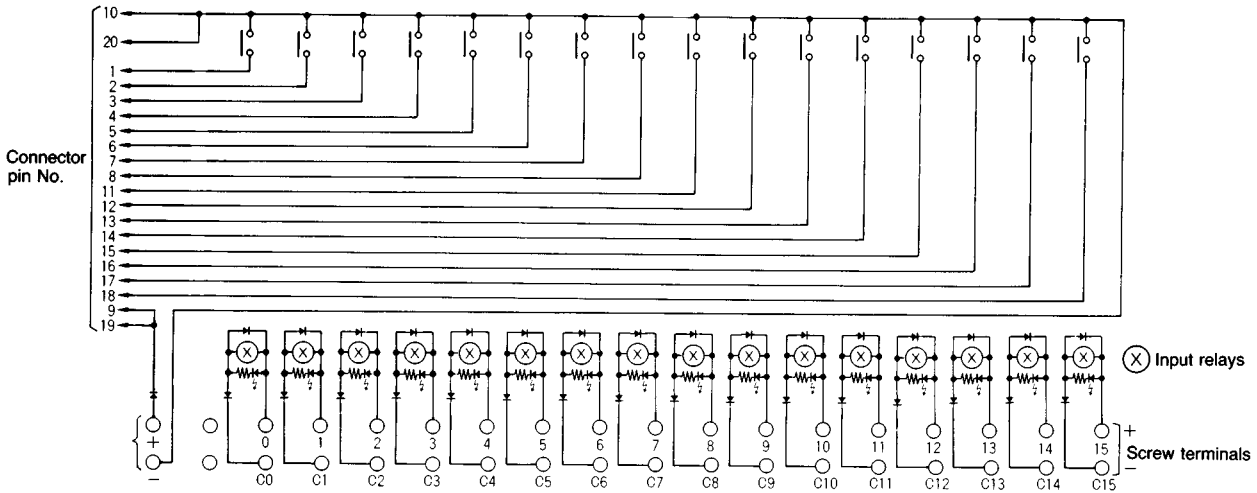 10
20
1
2
3
4
5
6
7
8
11
12
13
14
15
16
17
18
9
19
Connector
pin No.
X X X X X X X X X X X X X X X X
X Input relays
+ 0 1 2 3 4 5 6 7 8 9 10 11 12 13 14 15 +
Screw terminals
− C0 C1 C2 C3 C4 C5 C6 C7 C8 C9 C10 C11 C12 C13 C14 C15 −